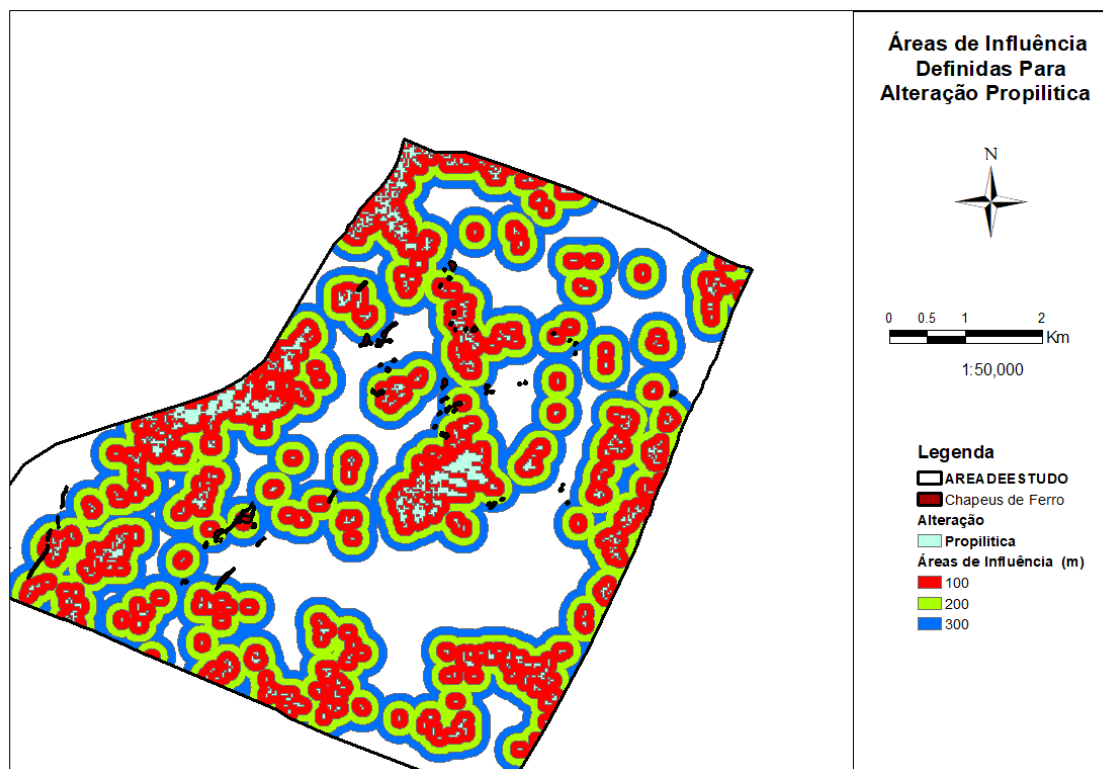 Áreas de Influência
Definidas Para
Alteração Propilitica
N
0 0.5 1 2
Km
1:50,000
Legenda
AREADEESTUDO
Chapeus de Ferro
Alteração
Propilitica
Áreas de Influência (m)
100
200
300